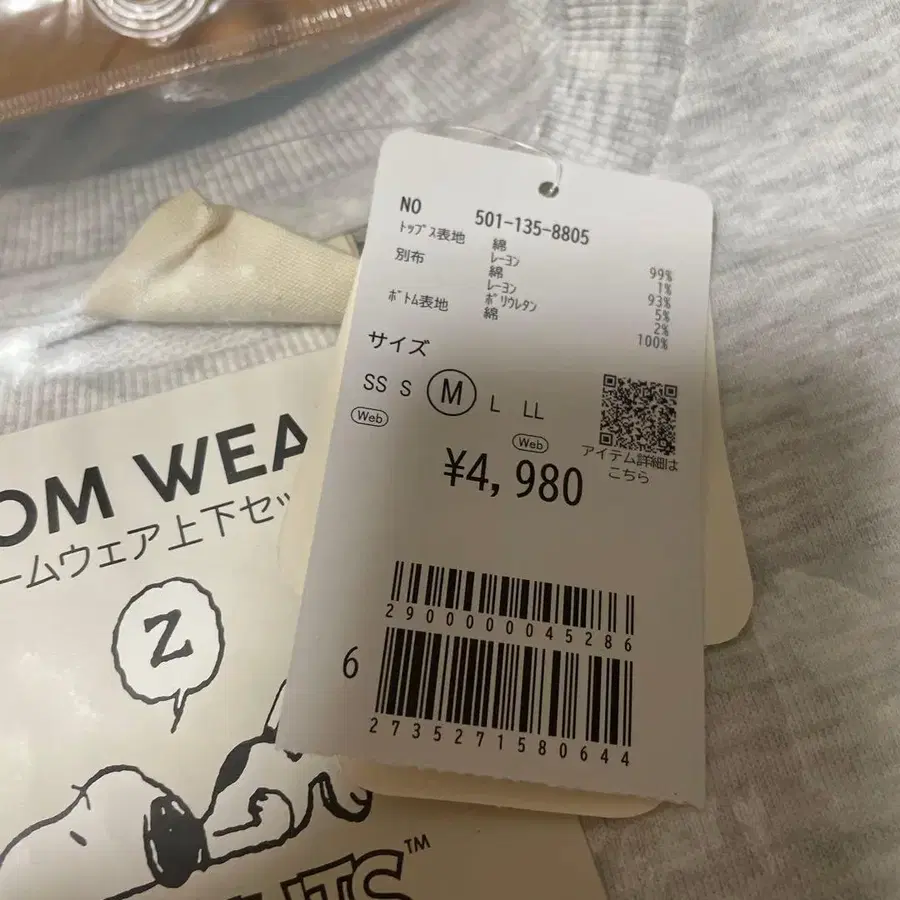 NO 501-135-8805
トップス表地 綿 99%
レーヨン 1%
別布 綿 93%
レーヨン 5%
ポリウレタン 2%
ボトム表地 綿 100%
サイズ
SS S M L LL
Web Web
アイテム詳細は
こちら
¥4,980
2900000045286
6
2735271580644
OM WEA
ームウェア上下セッ
Z
UTS™